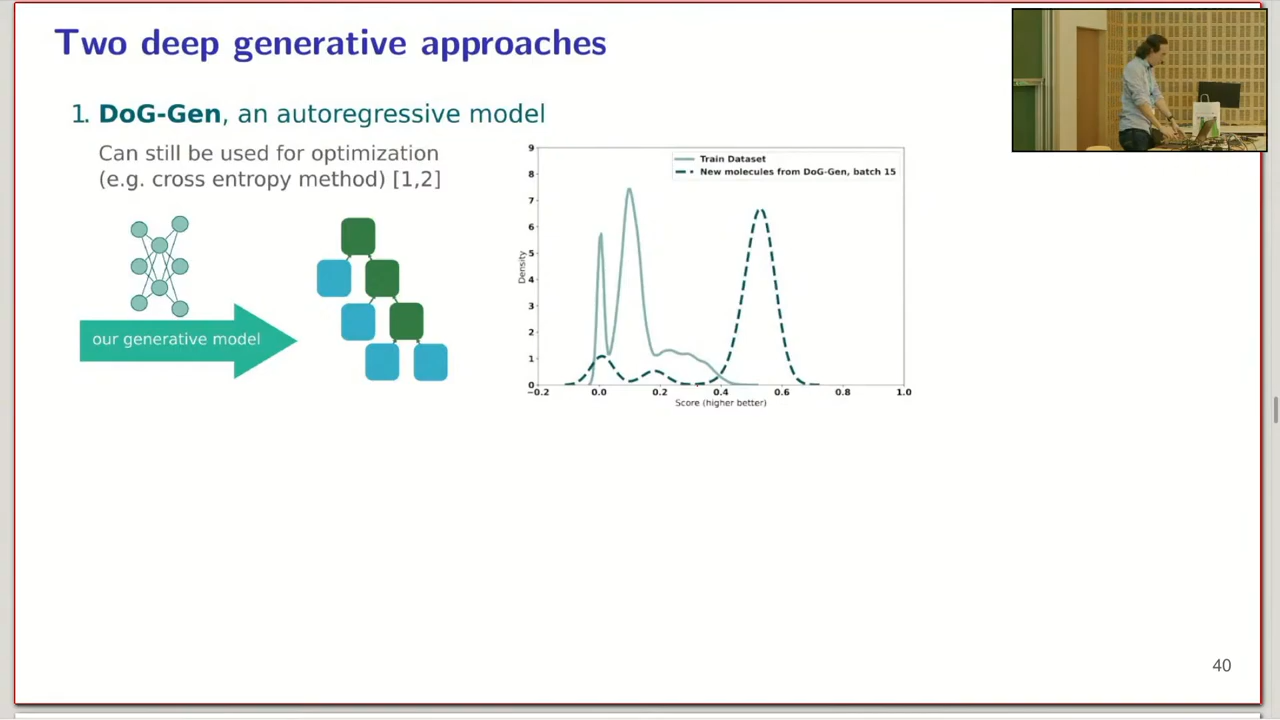 Two deep generative approaches
1. DoG-Gen, an autoregressive model
Can still be used for optimization
(e.g. cross entropy method) [1,2]
our generative model
Train Dataset
New molecules from DoG-Gen, batch 15
Density
9
8
7
6
5
4
3
2
1
0
−0.2 0.0 0.2 0.4 0.6 0.8 1.0
Score (higher better)
40